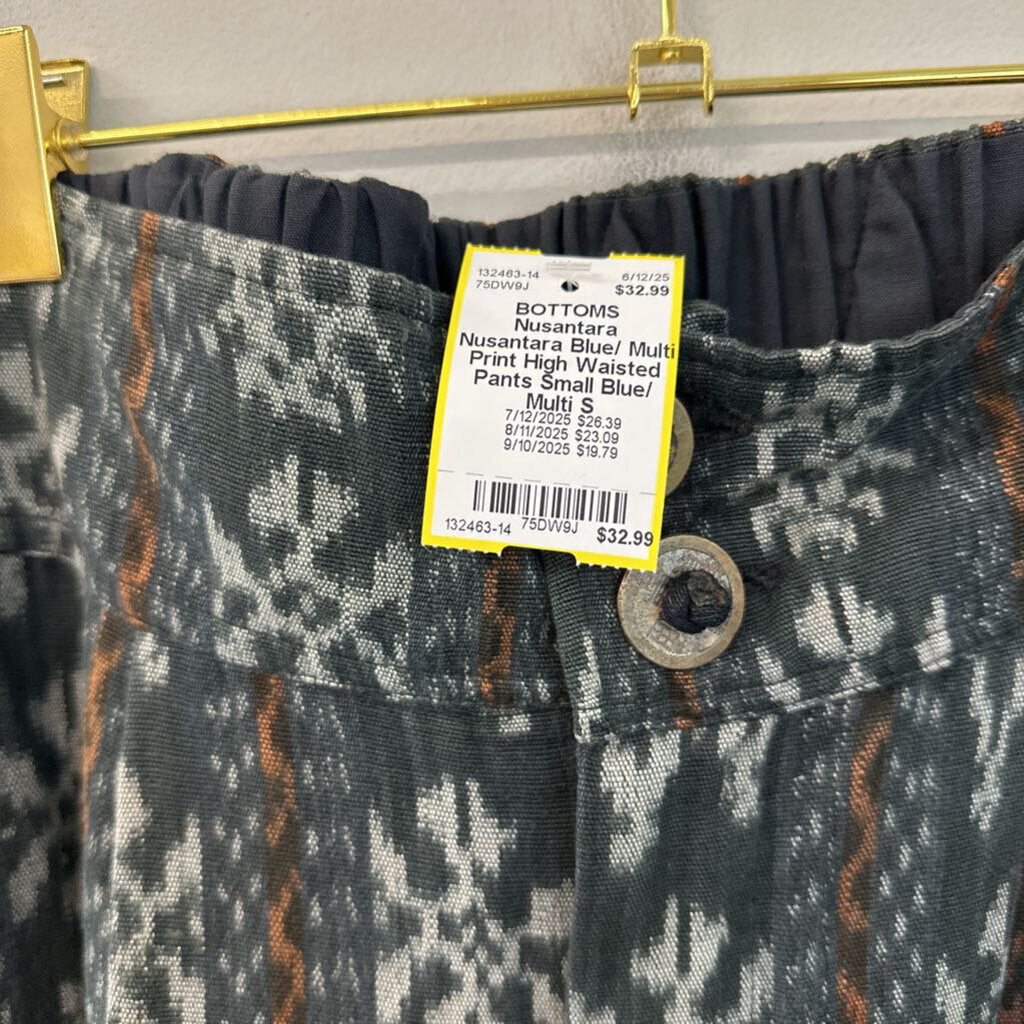 132463-14 6/12/25
75DW9J $32.99
BOTTOMS
Nusantara
Nusantara Blue/ Multi
Print High Waisted
Pants Small Blue/
Multi S
7/12/2025 $26.39
8/11/2025 $23.09
9/10/2025 $19.79
132463-14 75DW9J $32.99